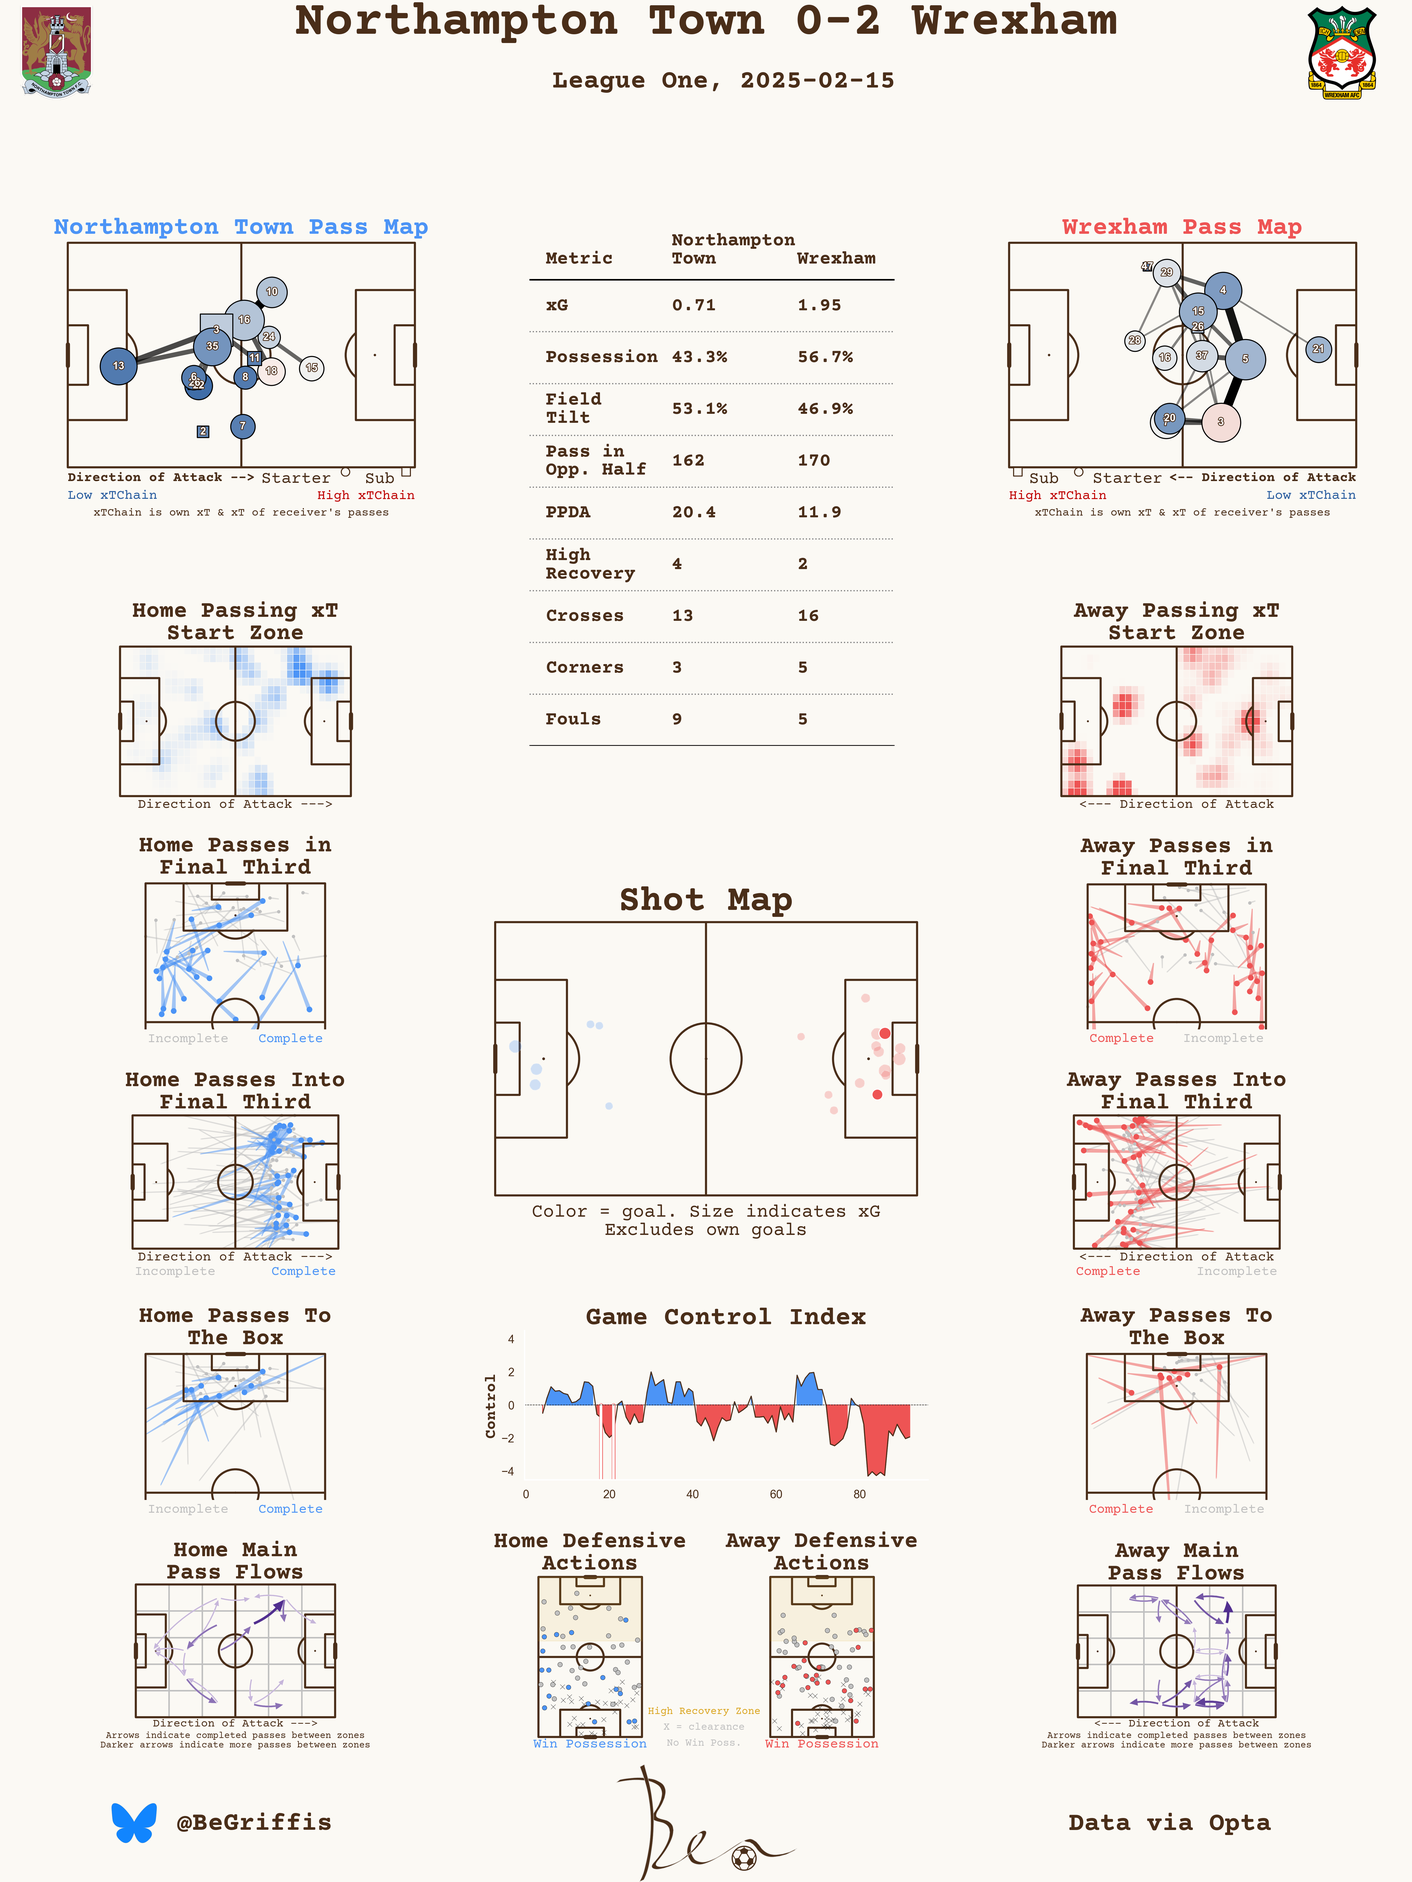 Northampton Town 0-2 Wrexham
League One, 2025-02-15
NORTHAMPTON TOWN F.C.
1864 1864
WREXHAM AFC
Northampton Town Pass Map
10
16
3
35
24
11
13
15
18
6
8
7
2
Direction of Attack --> Starter Sub
Low xTChain High xTChain
xTChain is own xT & xT of receiver's passes
Metric Northampton Town Wrexham
xG 0.71 1.95
Possession 43.3% 56.7%
Field Tilt 53.1% 46.9%
Pass in Opp. Half 162 170
PPDA 20.4 11.9
High Recovery 4 2
Crosses 13 16
Corners 3 5
Fouls 9 5
Wrexham Pass Map
47
29
4
15
26
28
16
37
5
21
20
3
Sub Starter <-- Direction of Attack
High xTChain Low xTChain
xTChain is own xT & xT of receiver's passes
Home Passing xT
Start Zone
Direction of Attack --->
Away Passing xT
Start Zone
<--- Direction of Attack
Home Passes in
Final Third
Incomplete Complete
Away Passes in
Final Third
Complete Incomplete
Shot Map
Color = goal. Size indicates xG
Excludes own goals
Home Passes Into
Final Third
Direction of Attack --->
Incomplete Complete
Away Passes Into
Final Third
<--- Direction of Attack
Complete Incomplete
Home Passes To
The Box
Incomplete Complete
Game Control Index
Control
4
2
0
−2
−4
0 20 40 60 80
Away Passes To
The Box
Complete Incomplete
Home Main
Pass Flows
Direction of Attack --->
Arrows indicate completed passes between zones
Darker arrows indicate more passes between zones
Home Defensive
Actions
Win Possession
High Recovery Zone
X = clearance
No Win Poss.
Away Defensive
Actions
Win Possession
Away Main
Pass Flows
<--- Direction of Attack
Arrows indicate completed passes between zones
Darker arrows indicate more passes between zones
@BeGriffis
Ben
Data via Opta